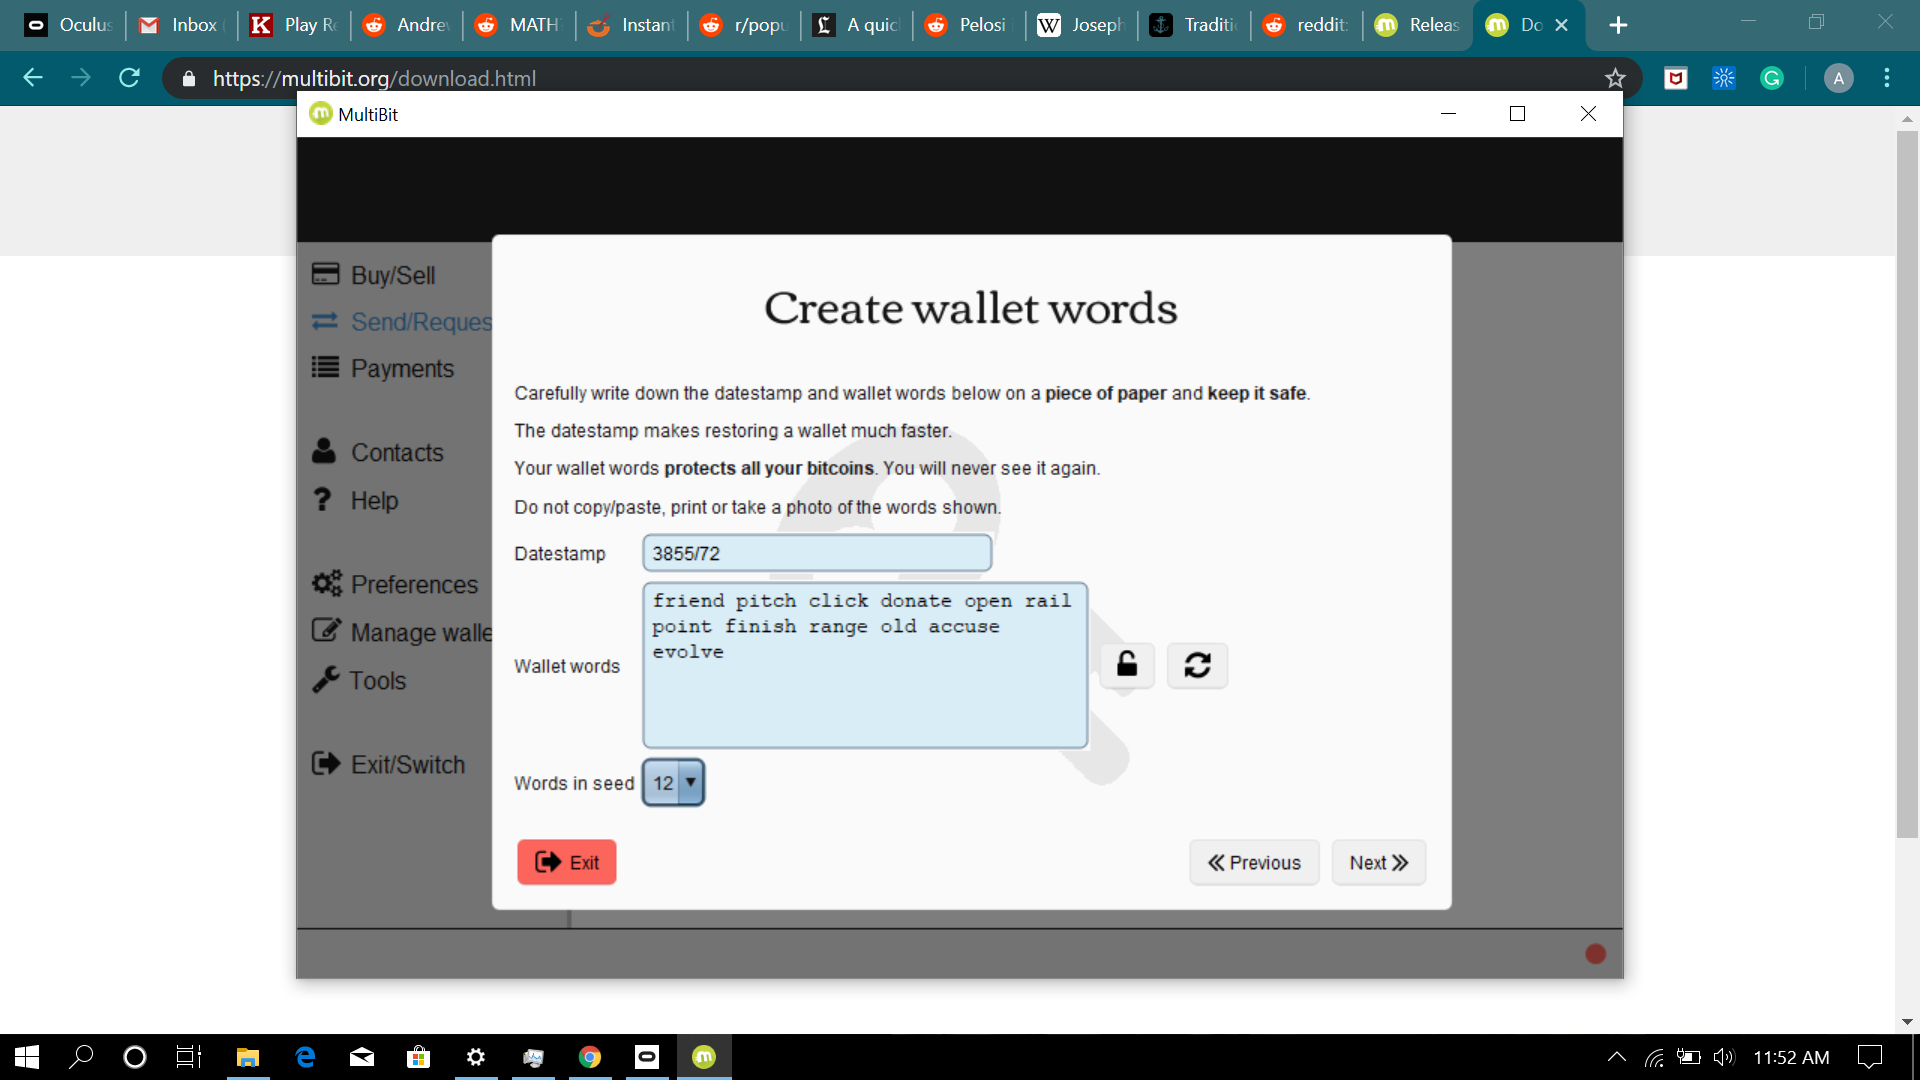 Oculus Inbox Play Re Andrew MATH Instant r/popu A quic Pelosi Joseph Traditi reddit: Releas Do
https://multibit.org/download.html
A
MultiBit
Buy/Sell
Send/Reques
Payments
Contacts
Help
Preferences
Manage walle
Tools
Exit/Switch
Create wallet words
Carefully write down the datestamp and wallet words below on a piece of paper and keep it safe.
The datestamp makes restoring a wallet much faster.
Your wallet words protects all your bitcoins. You will never see it again.
Do not copy/paste, print or take a photo of the words shown.
Datestamp 3855/72
Wallet words
friend pitch click donate open rail
point finish range old accuse
evolve
Words in seed 12
Exit
Previous Next
11:52 AM